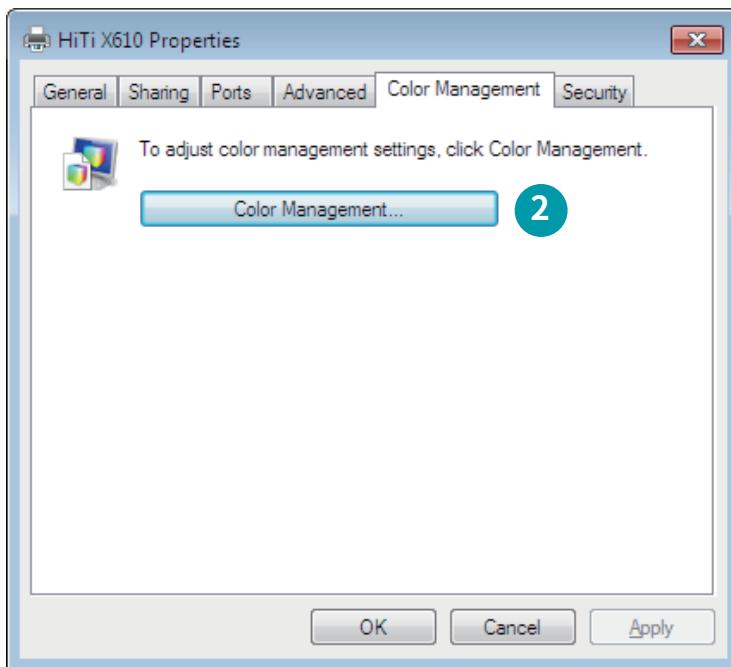 HiTi X610 Properties
General Sharing Ports Advanced Color Management Security
To adjust color management settings, click Color Management.
Color Management...
2
OK Cancel Apply